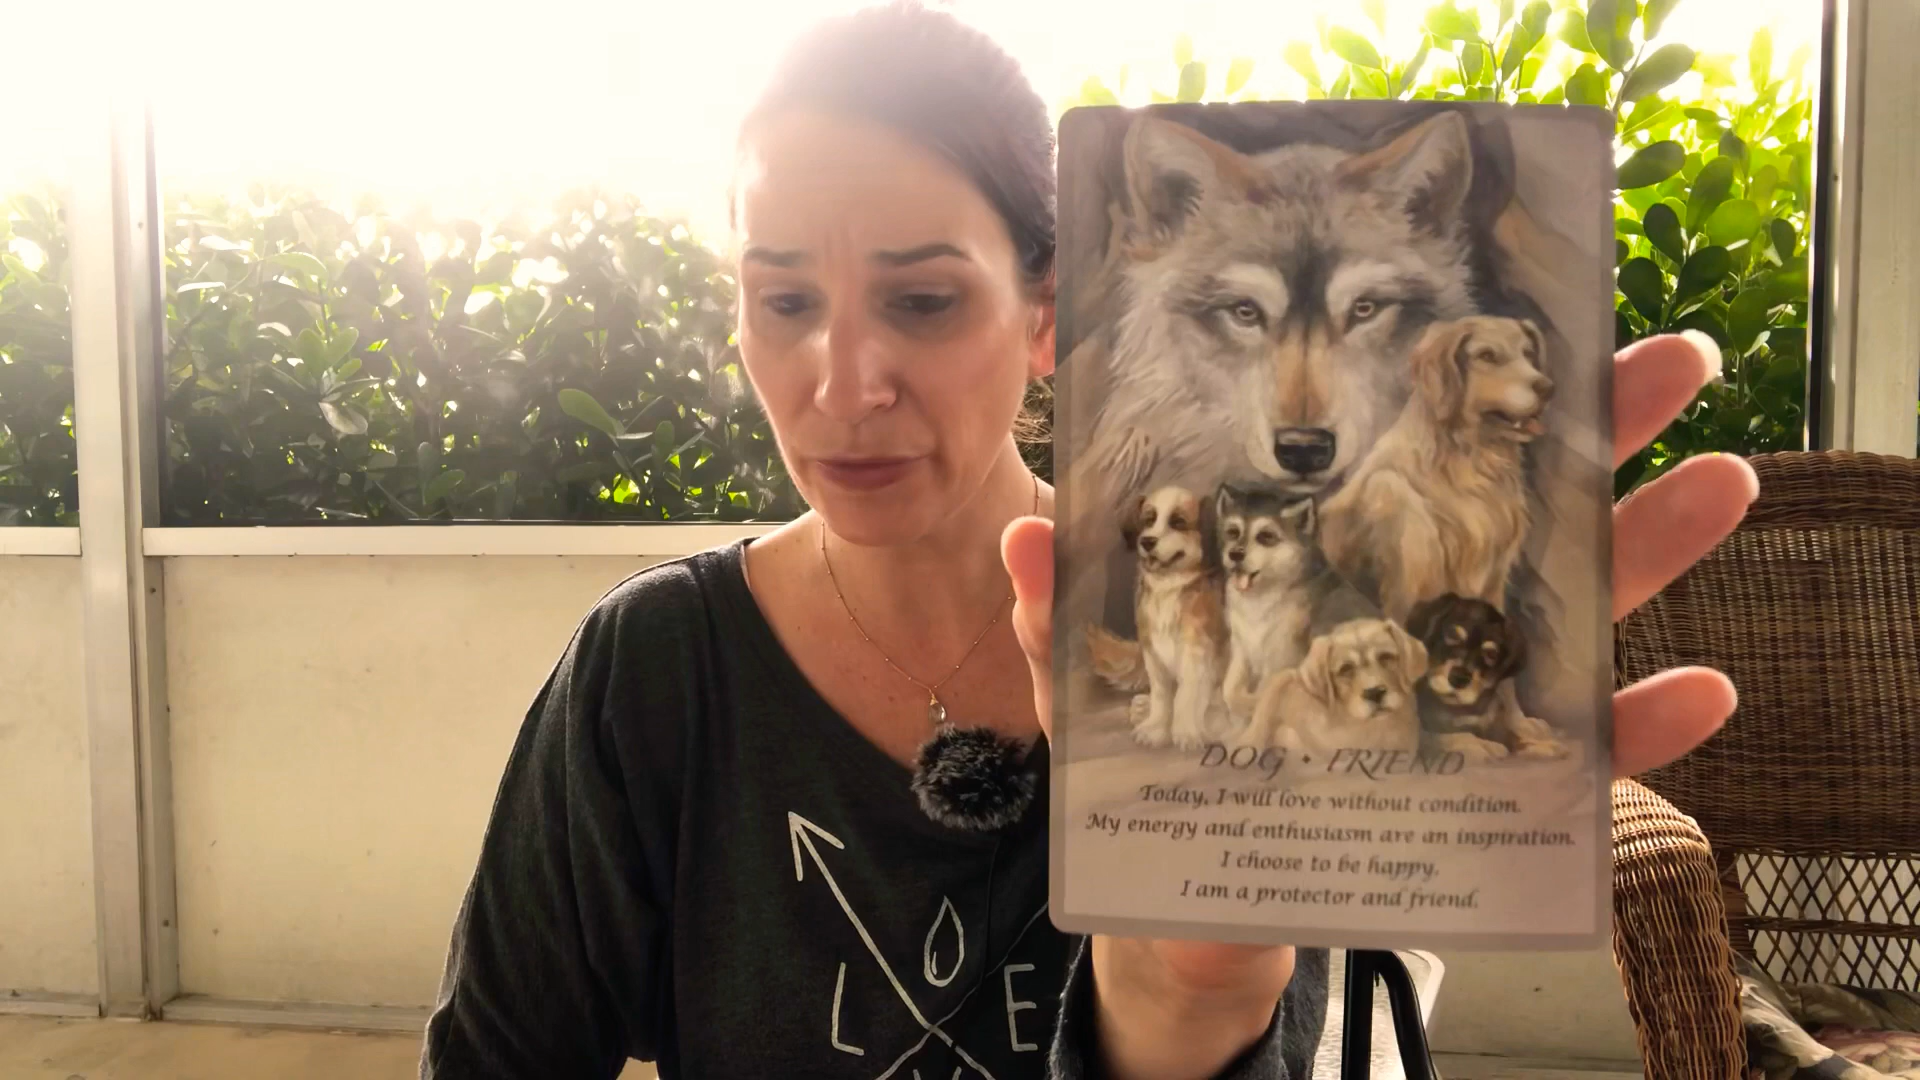 DOG • FRIEND
Today, I will love without condition.
My energy and enthusiasm are an inspiration.
I choose to be happy.
I am a protector and friend.
L O E